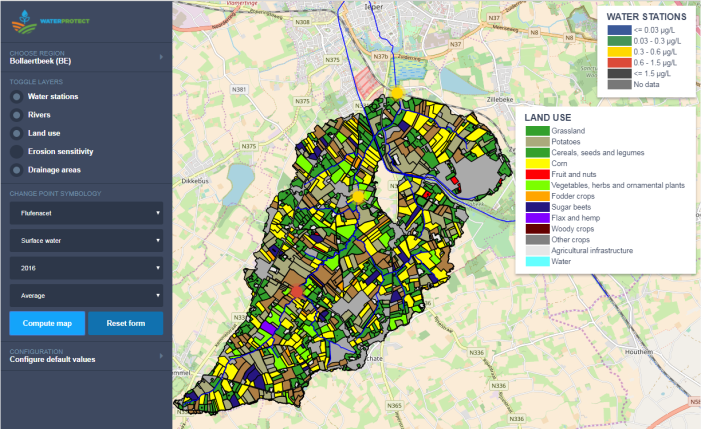 WATERPROTECT
CHOOSE REGION
Bollaertbeek (BE)
TOGGLE LAYERS
Water stations
Rivers
Land use
Erosion sensitivity
Drainage areas
CHANGE POINT SYMBOLOGY
Flufenacet
Surface water
2016
Average
Compute map
Reset form
CONFIGURATION
Configure default values
Vlamertinge
Ieper
N308
N37
N8
N37b
N375
N381
N375
N375
Zillebeke
Dikkebus
N33
N336
N336
N336
N365
Houthem
WATER STATIONS
<= 0.03 µg/L
0.03 - 0.3 µg/L
0.3 - 0.6 µg/L
0.6 - 1.5 µg/L
<= 1.5 µg/L
No data
LAND USE
Grassland
Potatoes
Cereals, seeds and legumes
Corn
Fruit and nuts
Vegetables, herbs and ornamental plants
Fodder crops
Sugar beets
Flax and hemp
Woody crops
Other crops
Agricultural infrastructure
Water